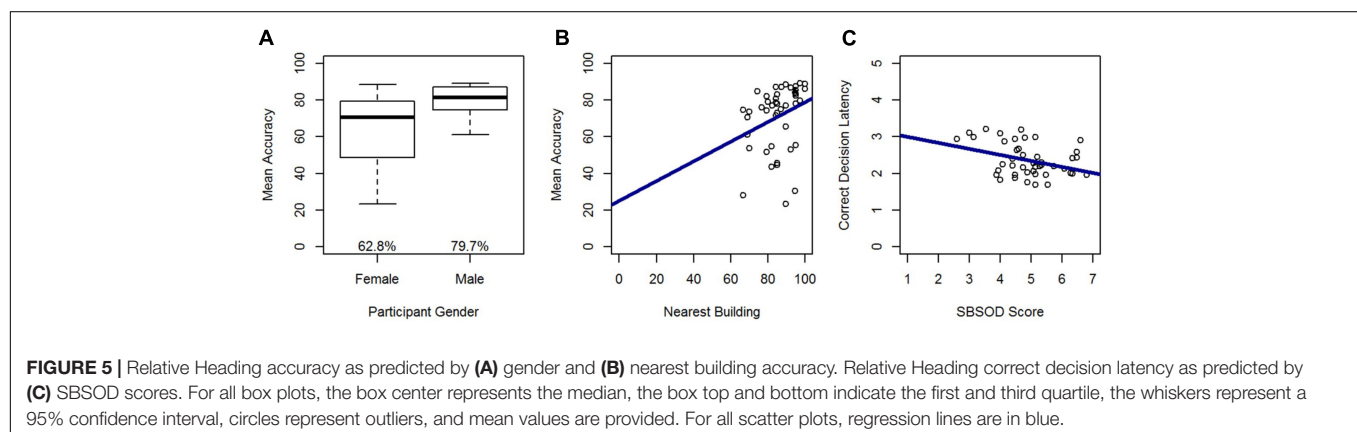 A
B
C
100
80
60
40
20
0
Mean Accuracy
62.8%
79.7%
Female
Male
Participant Gender
100
80
60
40
20
0
Mean Accuracy
0 20 40 60 80 100
Nearest Building
5
4
3
2
1
0
Correct Decision Latency
1 2 3 4 5 6 7
SBSOD Score
FIGURE 5 | Relative Heading accuracy as predicted by (A) gender and (B) nearest building accuracy. Relative Heading correct decision latency as predicted by
(C) SBSOD scores. For all box plots, the box center represents the median, the box top and bottom indicate the first and third quartile, the whiskers represent a
95% confidence interval, circles represent outliers, and mean values are provided. For all scatter plots, regression lines are in blue.